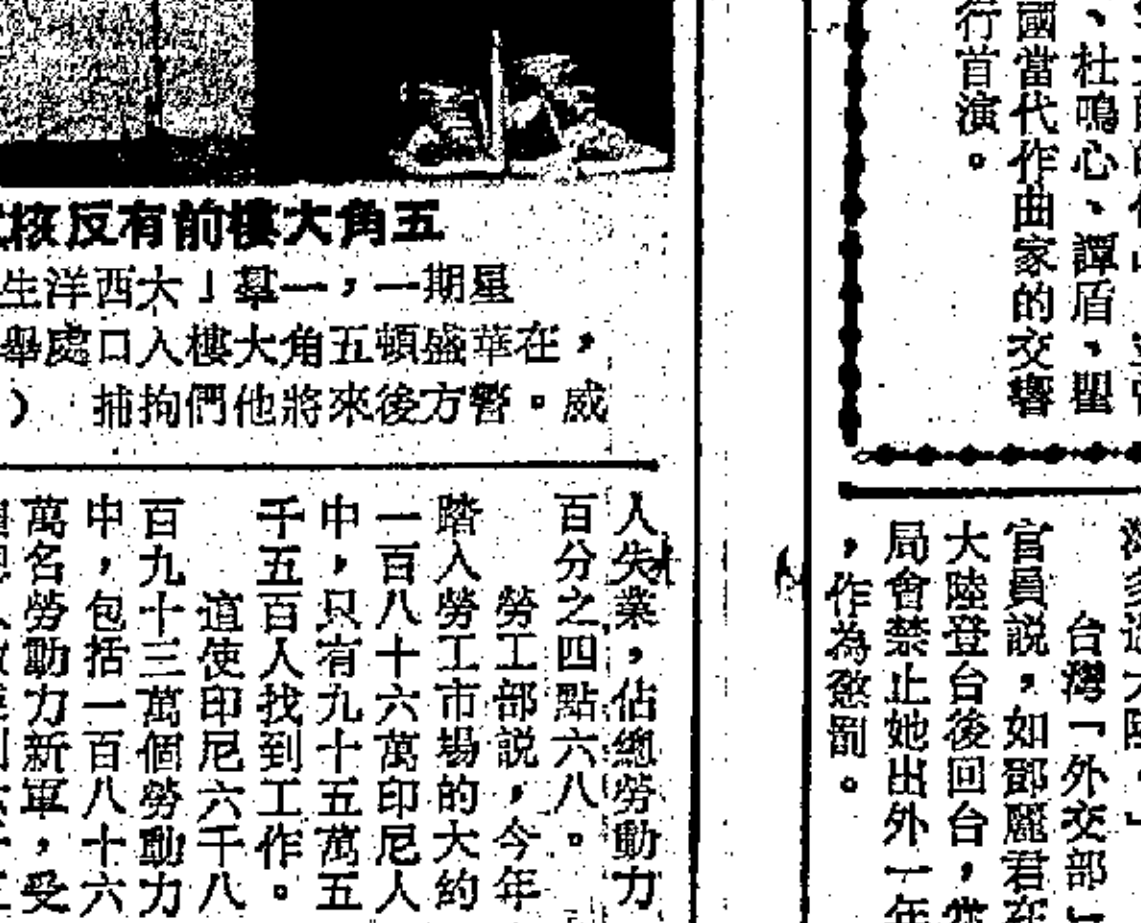 、杜鳴心、譚盾、瞿
國當代作曲家的交響
行首演。
台灣「外交部」
官員説，如鄧麗君在
大陸登台後回台，當
局會禁止她出外一年
，作為懲罰。
五角大樓前有反核
星期一，一羣「大西洋生
，在華盛頓五角大樓入口處舉
威。警方後來將他們拘捕（
人失業，佔總勞動力
百分之四點六八。
勞工部説，今年
踏入勞工市場的大約
一百八十六萬印尼人
中，只有九十五萬五
千五百人找到工作。
這使印尼六千八
百九十三萬個勞動力
中，包括一百八十六
萬名勞動力新軍，受